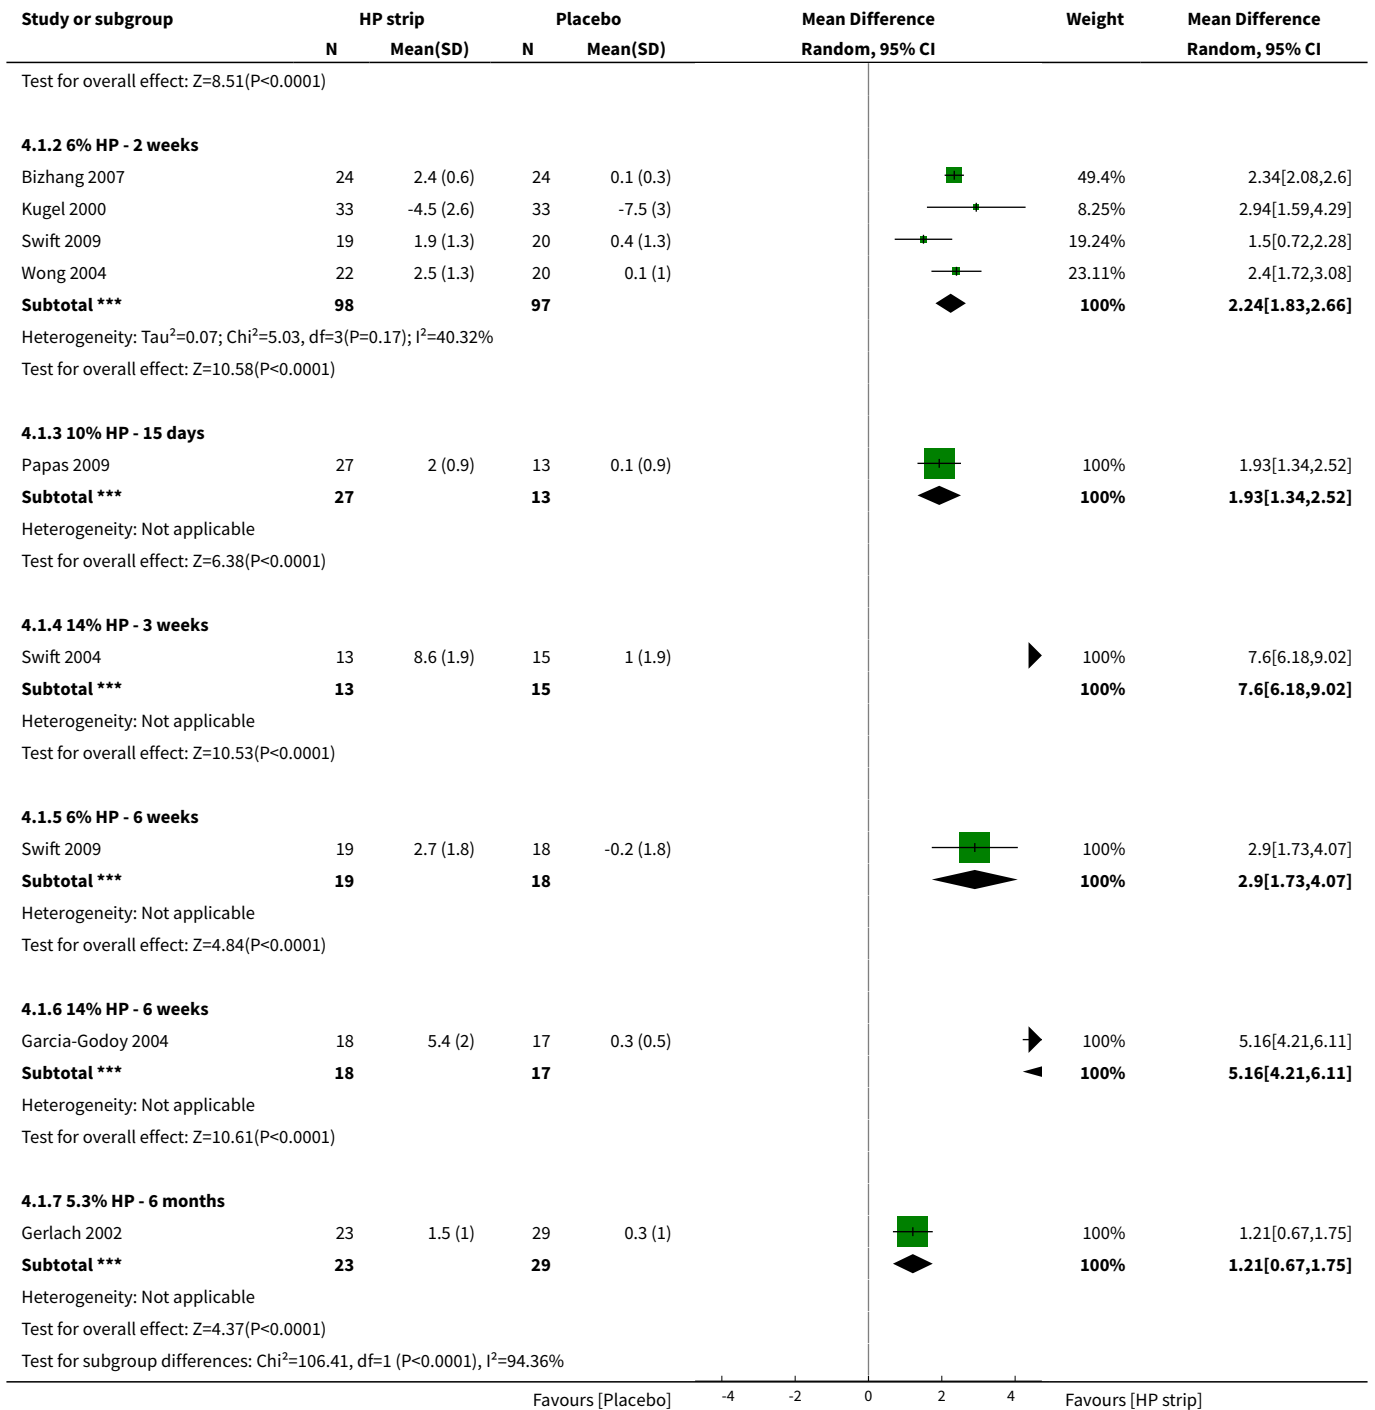 Study or subgroup HP strip Placebo Mean Difference Weight Mean Difference
N Mean(SD) N Mean(SD) Random, 95% CI Random, 95% CI
Test for overall effect: Z=8.51(P<0.0001)
4.1.2 6% HP - 2 weeks
Bizhang 2007 24 2.4 (0.6) 24 0.1 (0.3) 49.4% 2.34[2.08,2.6]
Kugel 2000 33 -4.5 (2.6) 33 -7.5 (3) 8.25% 2.94[1.59,4.29]
Swift 2009 19 1.9 (1.3) 20 0.4 (1.3) 19.24% 1.5[0.72,2.28]
Wong 2004 22 2.5 (1.3) 20 0.1 (1) 23.11% 2.4[1.72,3.08]
Subtotal *** 98 97 100% 2.24[1.83,2.66]
Heterogeneity: Tau²=0.07; Chi²=5.03, df=3(P=0.17); I²=40.32%
Test for overall effect: Z=10.58(P<0.0001)
4.1.3 10% HP - 15 days
Papas 2009 27 2 (0.9) 13 0.1 (0.9) 100% 1.93[1.34,2.52]
Subtotal *** 27 13 100% 1.93[1.34,2.52]
Heterogeneity: Not applicable
Test for overall effect: Z=6.38(P<0.0001)
4.1.4 14% HP - 3 weeks
Swift 2004 13 8.6 (1.9) 15 1 (1.9) 100% 7.6[6.18,9.02]
Subtotal *** 13 15 100% 7.6[6.18,9.02]
Heterogeneity: Not applicable
Test for overall effect: Z=10.53(P<0.0001)
4.1.5 6% HP - 6 weeks
Swift 2009 19 2.7 (1.8) 18 -0.2 (1.8) 100% 2.9[1.73,4.07]
Subtotal *** 19 18 100% 2.9[1.73,4.07]
Heterogeneity: Not applicable
Test for overall effect: Z=4.84(P<0.0001)
4.1.6 14% HP - 6 weeks
Garcia-Godoy 2004 18 5.4 (2) 17 0.3 (0.5) 100% 5.16[4.21,6.11]
Subtotal *** 18 17 100% 5.16[4.21,6.11]
Heterogeneity: Not applicable
Test for overall effect: Z=10.61(P<0.0001)
4.1.7 5.3% HP - 6 months
Gerlach 2002 23 1.5 (1) 29 0.3 (1) 100% 1.21[0.67,1.75]
Subtotal *** 23 29 100% 1.21[0.67,1.75]
Heterogeneity: Not applicable
Test for overall effect: Z=4.37(P<0.0001)
Test for subgroup differences: Chi²=106.41, df=1 (P<0.0001), I²=94.36%
Favours [Placebo] -4 -2 0 2 4 Favours [HP strip]